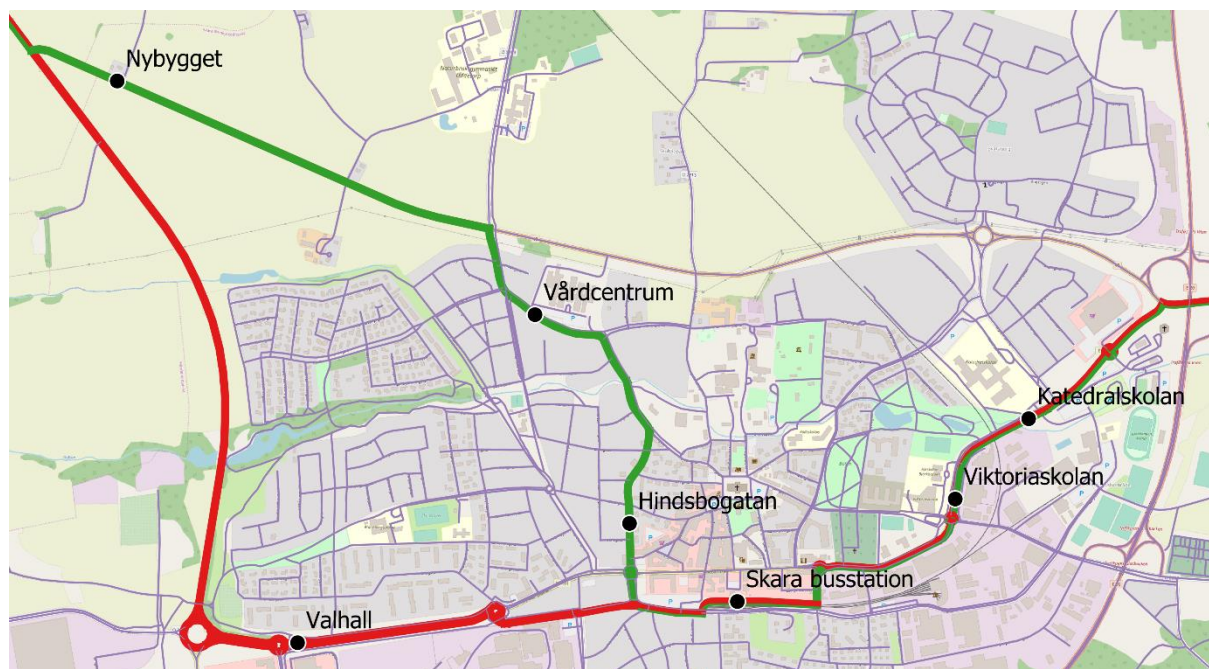 Nybygget
Vårdcentrum
Katedralskolan
Viktoriaskolan
Hindsbogatan
Skara busstation
Valhall